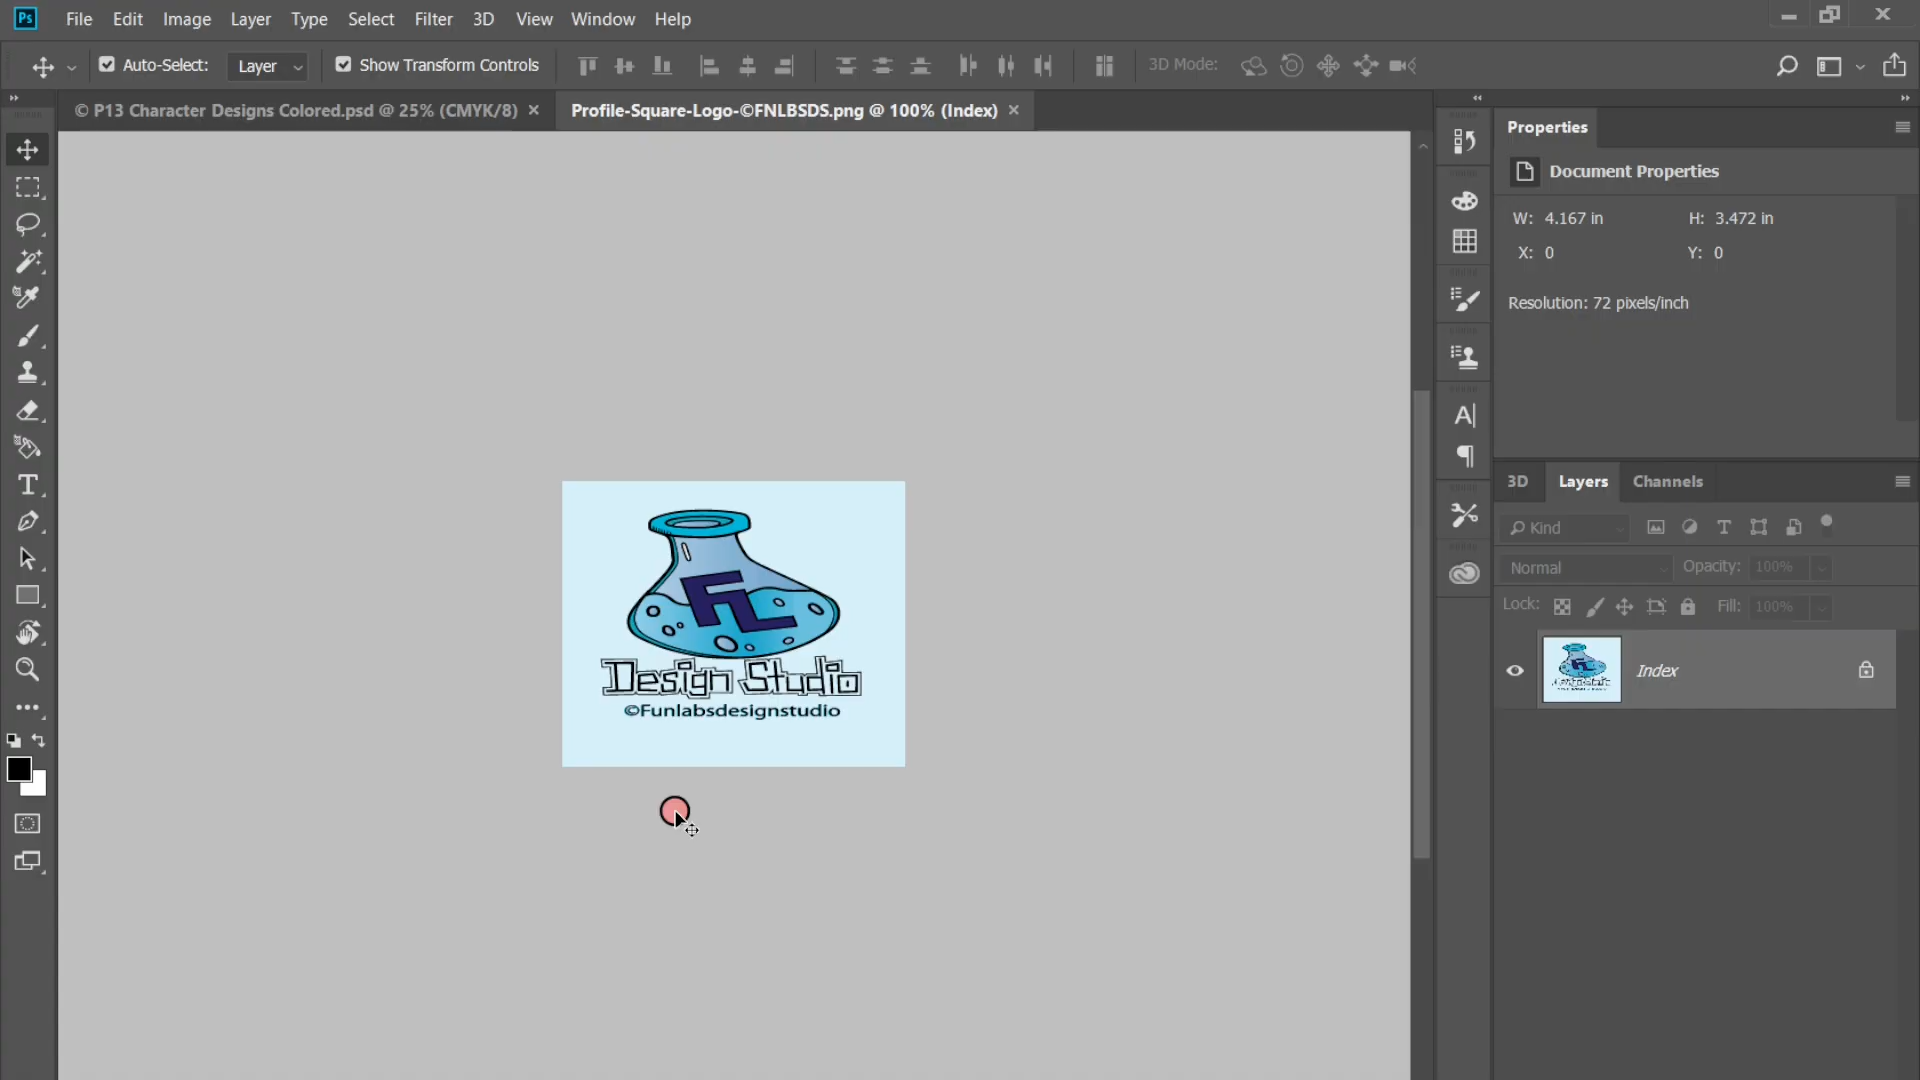 Ps File Edit Image Layer Type Select Filter 3D View Window Help
Auto-Select: Layer Show Transform Controls 3D Mode:
© P13 Character Designs Colored.psd @ 25% (CMYK/8) × Profile-Square-Logo-©FNLBSDS.png @ 100% (Index) ×
Properties
Document Properties
W: 4.167 in H: 3.472 in
X: 0 Y: 0
Resolution: 72 pixels/inch
3D Layers Channels
Kind
Normal Opacity: 100%
Lock: Fill: 100%
Index
FL
Design Studio
©Funlabsdesignstudio